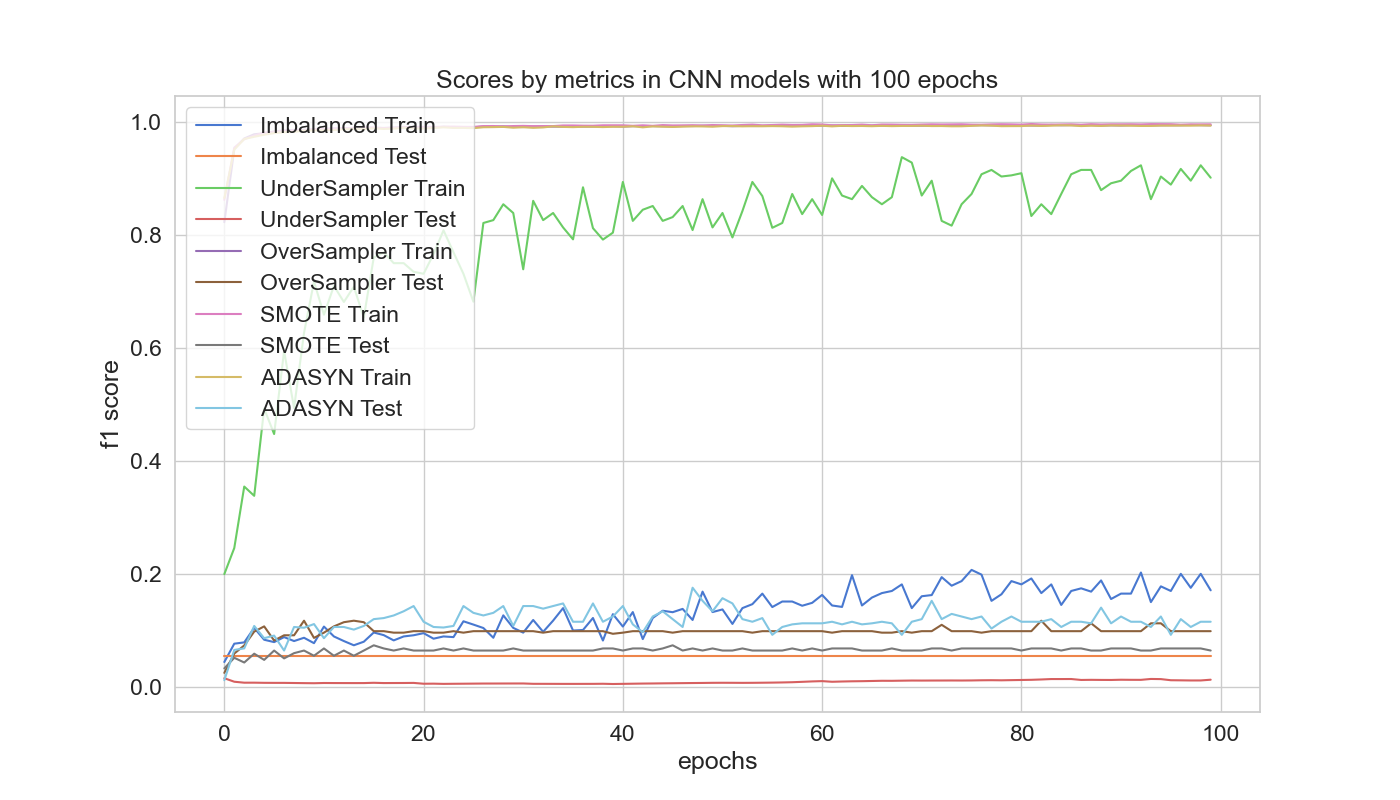 Scores by metrics in CNN models with 100 epochs
1.0
0.8
0.6
0.4
0.2
0.0
f1 score
Imbalanced Train
Imbalanced Test
UnderSampler Train
UnderSampler Test
OverSampler Train
OverSampler Test
SMOTE Train
SMOTE Test
ADASYN Train
ADASYN Test
0 20 40 60 80 100
epochs